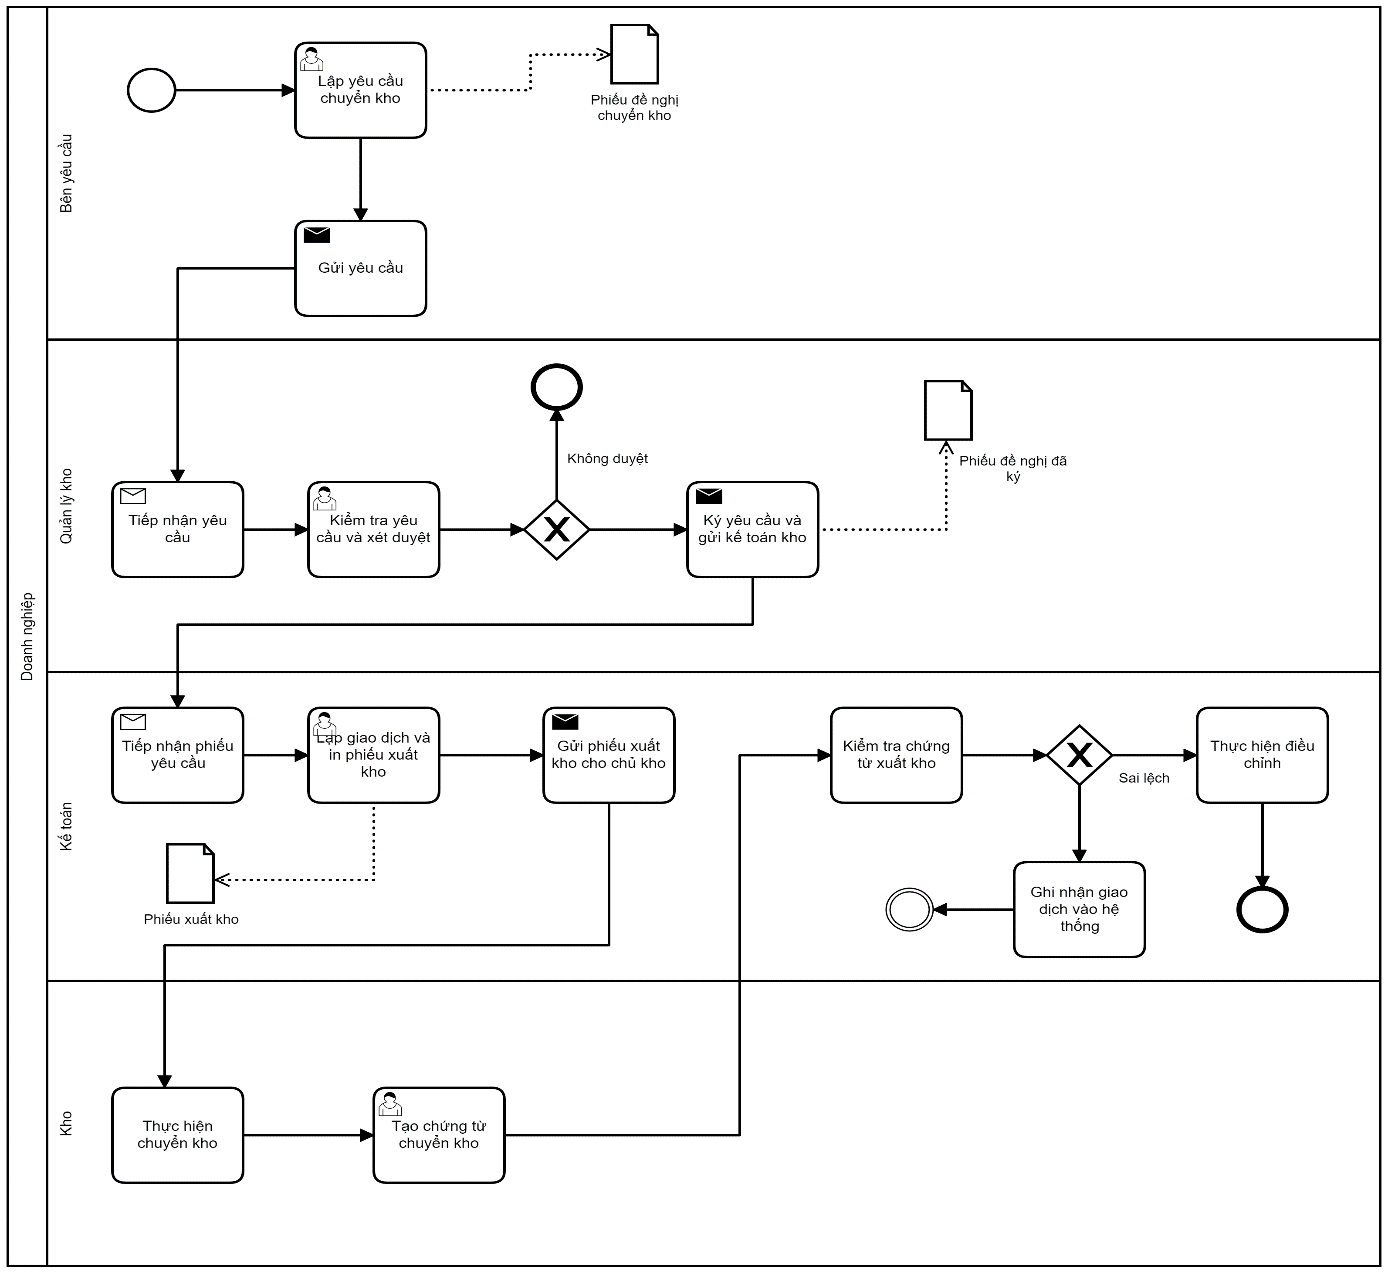 Doanh nghiệp
Bên yêu cầu
Lập yêu cầu
chuyển kho
Phiếu đề nghị
chuyển kho
Gửi yêu cầu
Quản lý kho
Tiếp nhận yêu
cầu
Kiểm tra yêu
cầu và xét duyệt
Không duyệt
Ký yêu cầu và
gửi kế toán kho
Phiếu đề nghị đã
ký
Kế toán
Tiếp nhận phiếu
yêu cầu
Lập giao dịch và
in phiếu xuất
kho
Phiếu xuất kho
Gửi phiếu xuất
kho cho chủ kho
Kiểm tra chứng
từ xuất kho
Sai lệch
Thực hiện điều
chỉnh
Ghi nhận giao
dịch vào hệ
thống
Kho
Thực hiện
chuyển kho
Tạo chứng từ
chuyển kho